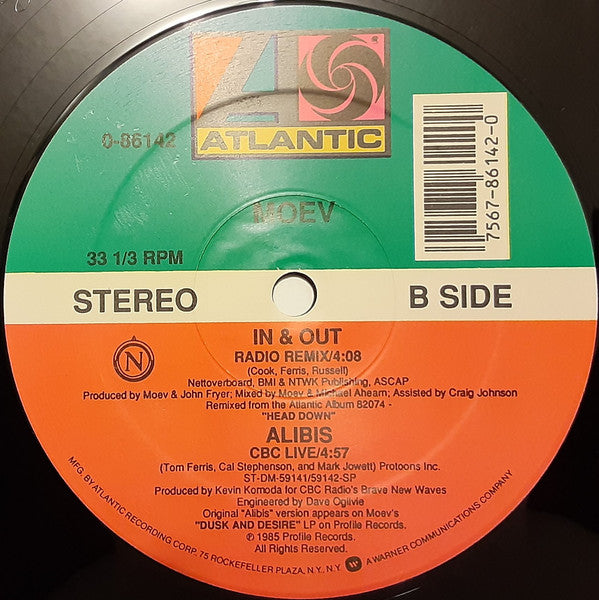 A
ATLANTIC
0-86142
7567-86142-0
MOEV
33 1/3 RPM
STEREO
B SIDE
N
IN & OUT
RADIO REMIX/4:08
(Cook, Ferris, Russell)
Nettoverboard, BMI & NTWK Publishing, ASCAP
Produced by Moev & John Fryer; Mixed by Moev & Michael Ahearn; Assisted by Craig Johnson
Remixed from the Atlantic Album 82074 -
"HEAD DOWN"
ALIBIS
CBC LIVE/4:57
(Tom Ferris, Cal Stephenson, and Mark Jowett) Protoons Inc.
ST-DM-59141/59142-SP
Produced by Kevin Komoda for CBC Radio's Brave New Waves
Engineered by Dave Ogilvie
Original "Alibis" version appears on Moev's
"DUSK AND DESIRE" LP on Profile Records.
℗ 1985 Profile Records.
All Rights Reserved.
MFG. BY ATLANTIC RECORDING CORP. 75 ROCKEFELLER PLAZA, N.Y., N.Y. A WARNER COMMUNICATIONS COMPANY